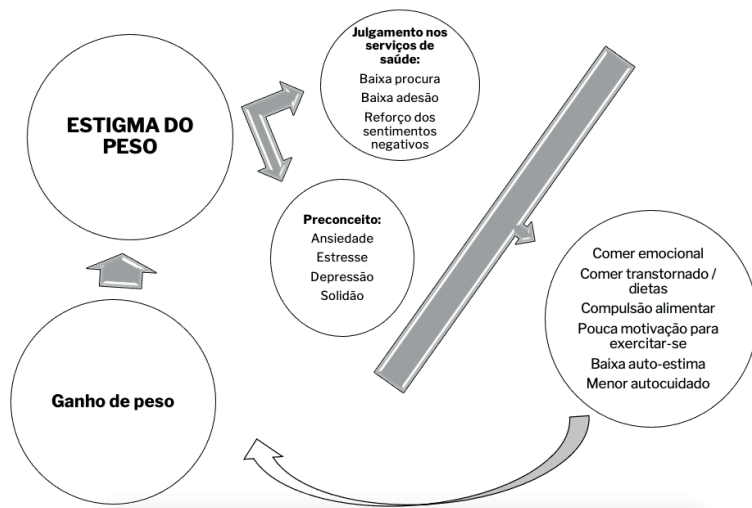 Julgamento nos
serviços de
saúde:
Baixa procura
Baixa adesão
Reforço dos
sentimentos
negativos
ESTIGMA DO
PESO
Preconceito:
Ansiedade
Estresse
Depressão
Solidão
Comer emocional
Comer transtornado /
dietas
Compulsão alimentar
Pouca motivação para
exercitar-se
Baixa auto-estima
Menor autocuidado
Ganho de peso